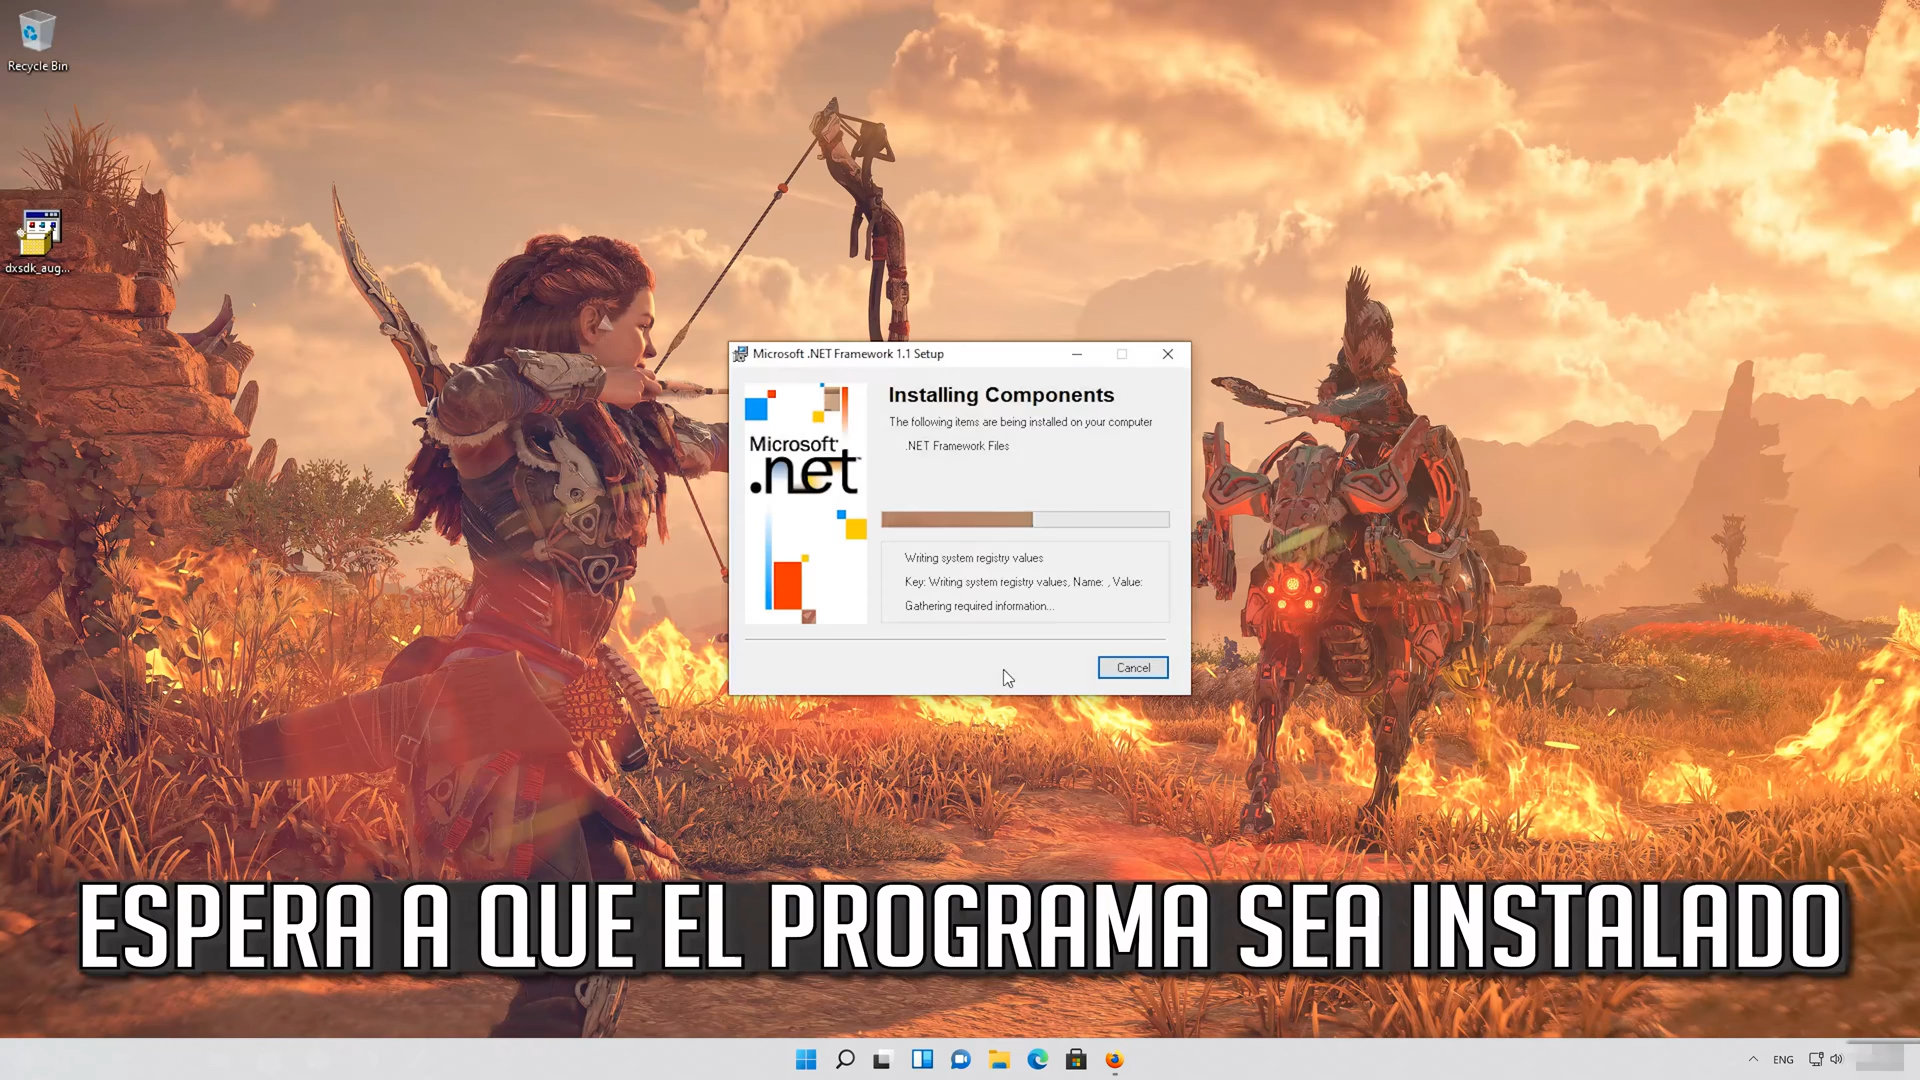 Recycle Bin
dxsdk_aug...
Microsoft .NET Framework 1.1 Setup
Installing Components
The following items are being installed on your computer
.NET Framework Files
Microsoft
.net
Writing system registry values
Key: Writing system registry values, Name: , Value:
Gathering required information...
Cancel
ESPERA A QUE EL PROGRAMA SEA INSTALADO
ENG